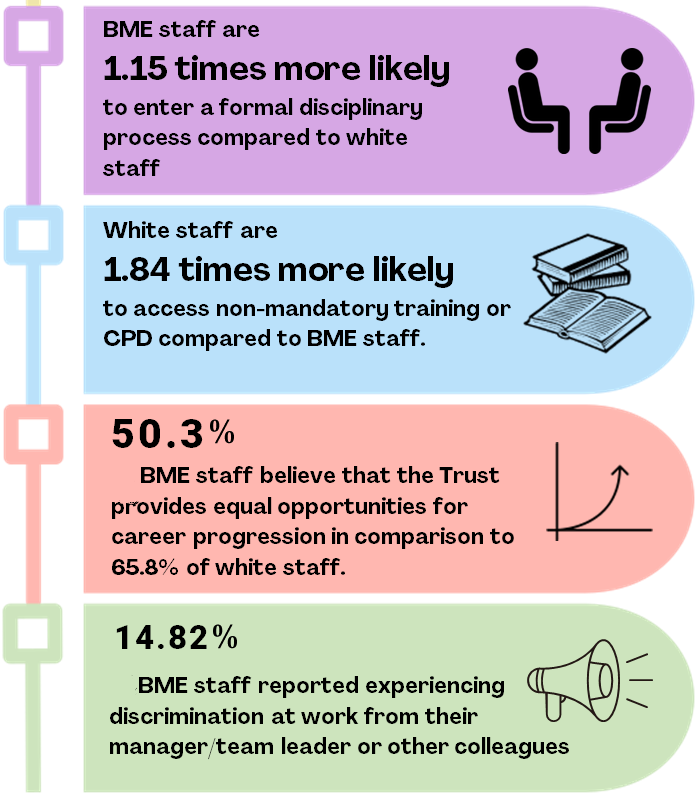 BME staff are
1.15 times more likely
to enter a formal disciplinary
process compared to white
staff
White staff are
1.84 times more likely
to access non-mandatory training or
CPD compared to BME staff.
50.3%
BME staff believe that the Trust
provides equal opportunities for
career progression in comparison to
65.8% of white staff.
14.82%
BME staff reported experiencing
discrimination at work from their
manager/team leader or other colleagues